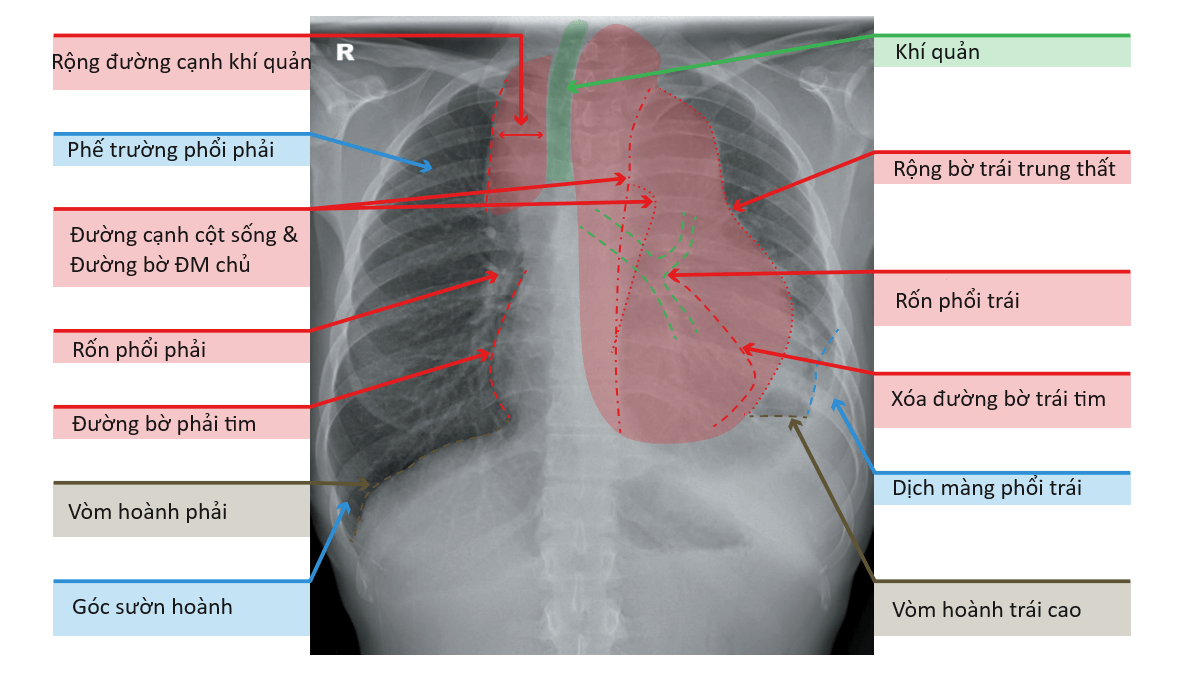 R
Rộng đường cạnh khí quản
Phế trường phổi phải
Đường cạnh cột sống &
Đường bờ ĐM chủ
Rốn phổi phải
Đường bờ phải tim
Vòm hoành phải
Góc sườn hoành
Khí quản
Rộng bờ trái trung thất
Rốn phổi trái
Xóa đường bờ trái tim
Dịch màng phổi trái
Vòm hoành trái cao